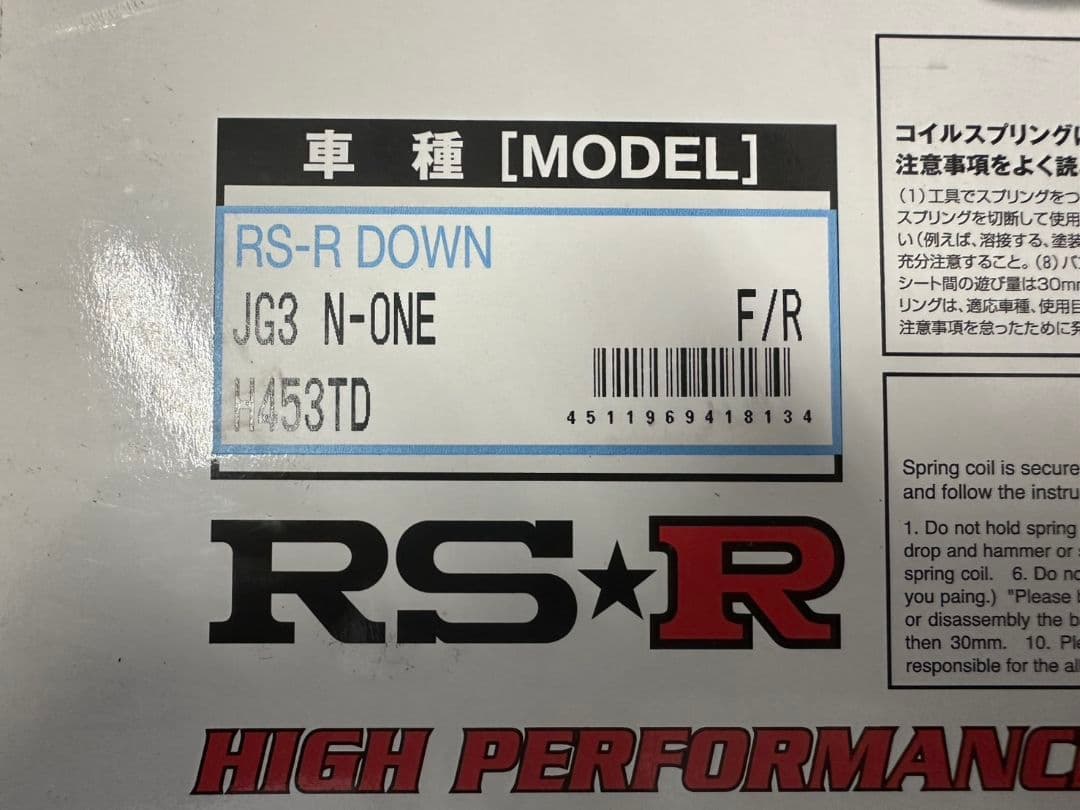 車 種 [MODEL]
RS-R DOWN
JG3 N-ONE F/R
H453TD
4511969418134
RS★R
HIGH PERFORMANC
コイルスプリング
注意事項をよく読
(1)工具でスプリングをつ
スプリングを切断して使用
い(例えば、溶接する、塗装
充分注意すること。(8)バ
シート間の遊び量は30mm
リングは、適応車種、使用目
注意事項を怠ったために発
Spring coil is secure
and follow the instru
1. Do not hold spring
drop and hammer or
spring coil. 6. Do no
you paing.) "Please b
or disassembly the b
then 30mm. 10. Ple
responsible for the al